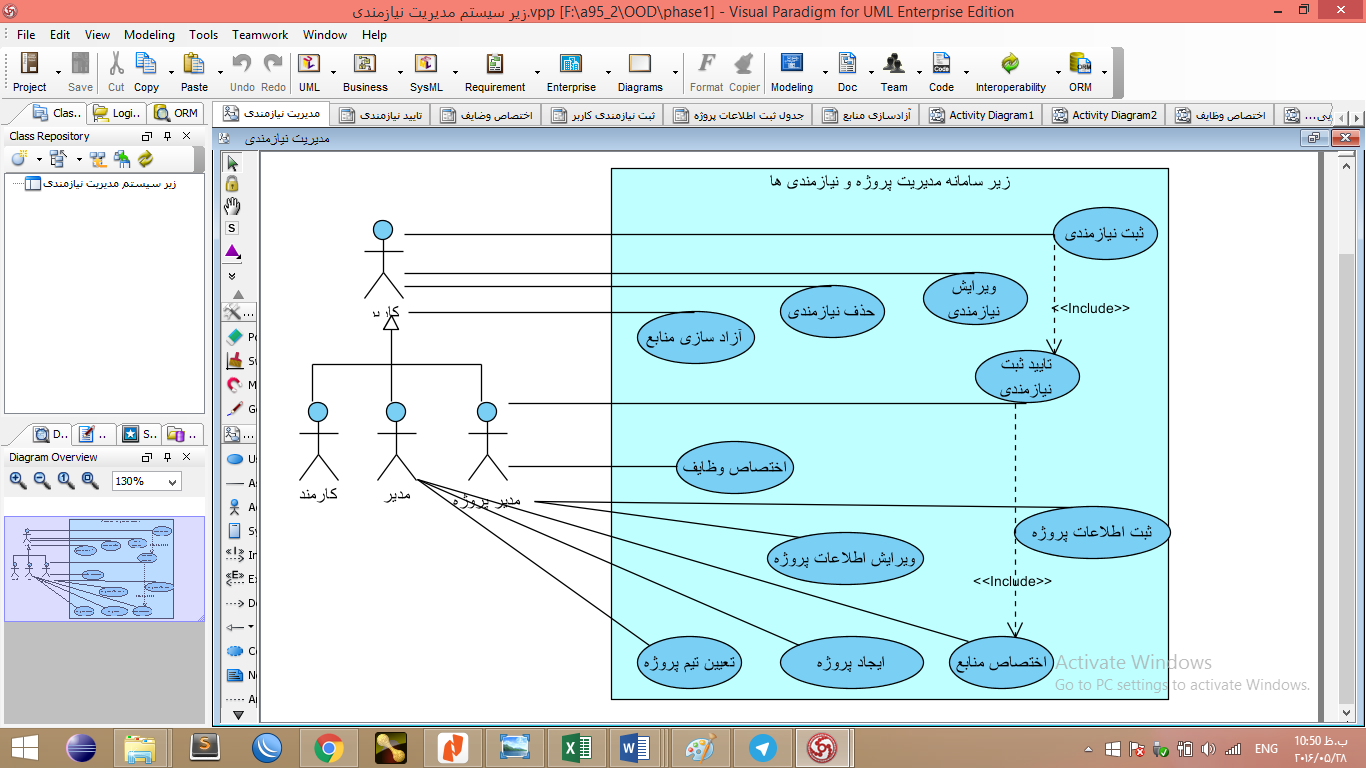 زیر سیستم مدیریت نیازمندی.vpp [F:\a95_2\OOD\phase1] - Visual Paradigm for UML Enterprise Edition
File Edit View Modeling Tools Teamwork Window Help
Project Save Cut Copy Paste Undo Redo UML Business SysML Requirement Enterprise Diagrams Format Copier Modeling Doc Team Code Interoperability ORM
Clas.. Logi.. ORM
مدیریت نیازمندی تایید نیازمندی اختصاص وضایف ثبت نیازمندی کاربر جدول ثبت اطلاعات پروژه آزادسازی منابع Activity Diagram1 Activity Diagram2 اختصاص وظایف
Class Repository
مدیریت نیازمندی
زیر سیستم مدیریت نیازمندی
S
زیر سامانه مدیریت پروژه و نیازمندی ها
ثبت نیازمندی
ویرایش
نیازمندی
حذف نیازمندی
آزاد سازی منابع
<<Include>>
تایید ثبت
نیازمندی
D.. .. S.. ..
Diagram Overview
130%
اختصاص وظایف
کارمند
مدیر
مدیر پروژه
ثبت اطلاعات پروژه
ویرایش اطلاعات پروژه
<<Include>>
تعیین تیم پروژه
ایجاد پروژه
اختصاص منابع
Activate Windows
Go to PC settings to activate Windows.
ENG
10:50 ب.ظ
۲۰۱۶/۰۵/۲۸